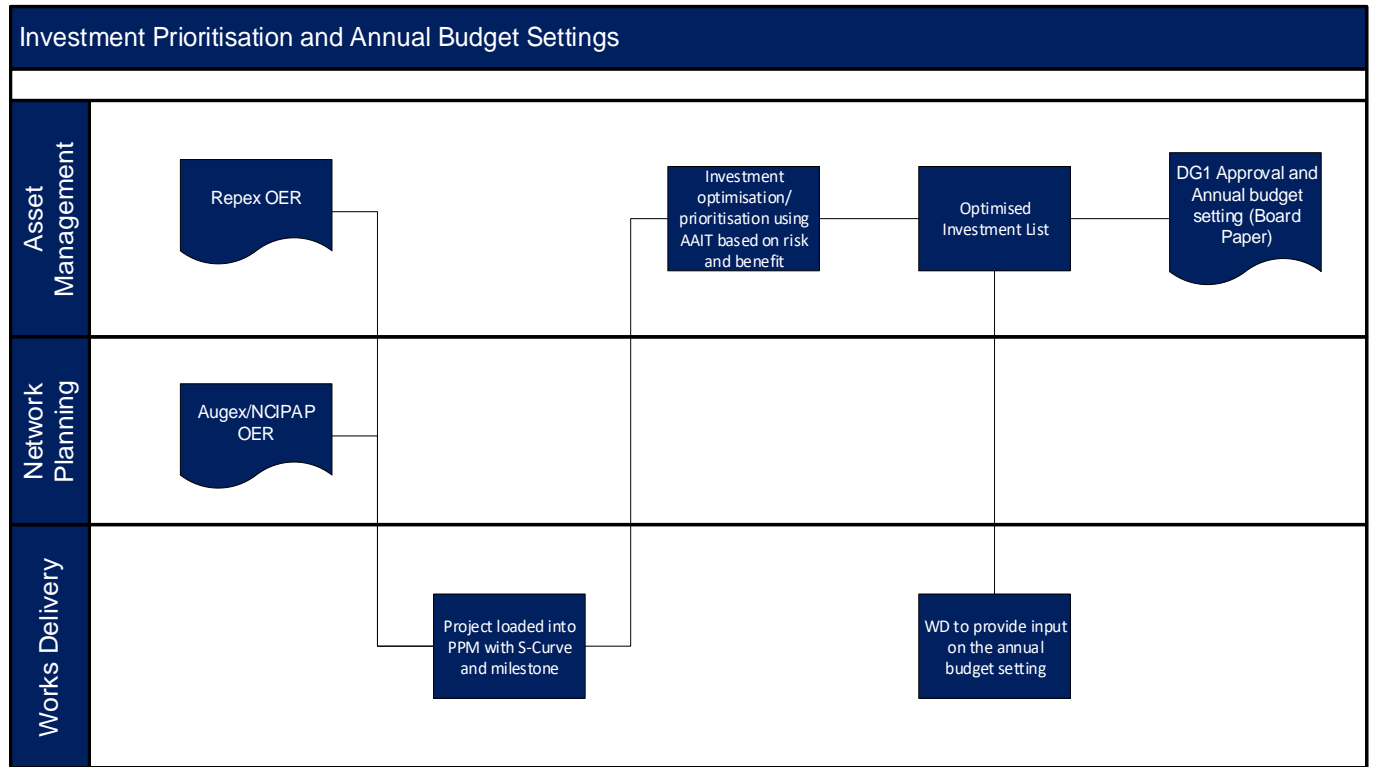 Investment Prioritisation and Annual Budget Settings
Asset
Management
Repex OER
Investment
optimisation/
prioritisation using
AAIT based on risk
and benefit
Optimised
Investment List
DG1 Approval and
Annual budget
setting (Board
Paper)
Network
Planning
Augex/NCIPAP
OER
Works Delivery
Project loaded into
PPM with S-Curve
and milestone
WD to provide input
on the annual
budget setting